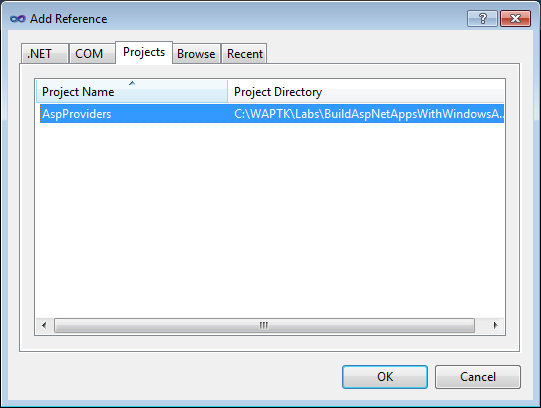 Add Reference
.NET COM Projects Browse Recent
Project Name Project Directory
AspProviders C:\WAPTK\Labs\BuildAspNetAppsWithWindowsA...
OK Cancel